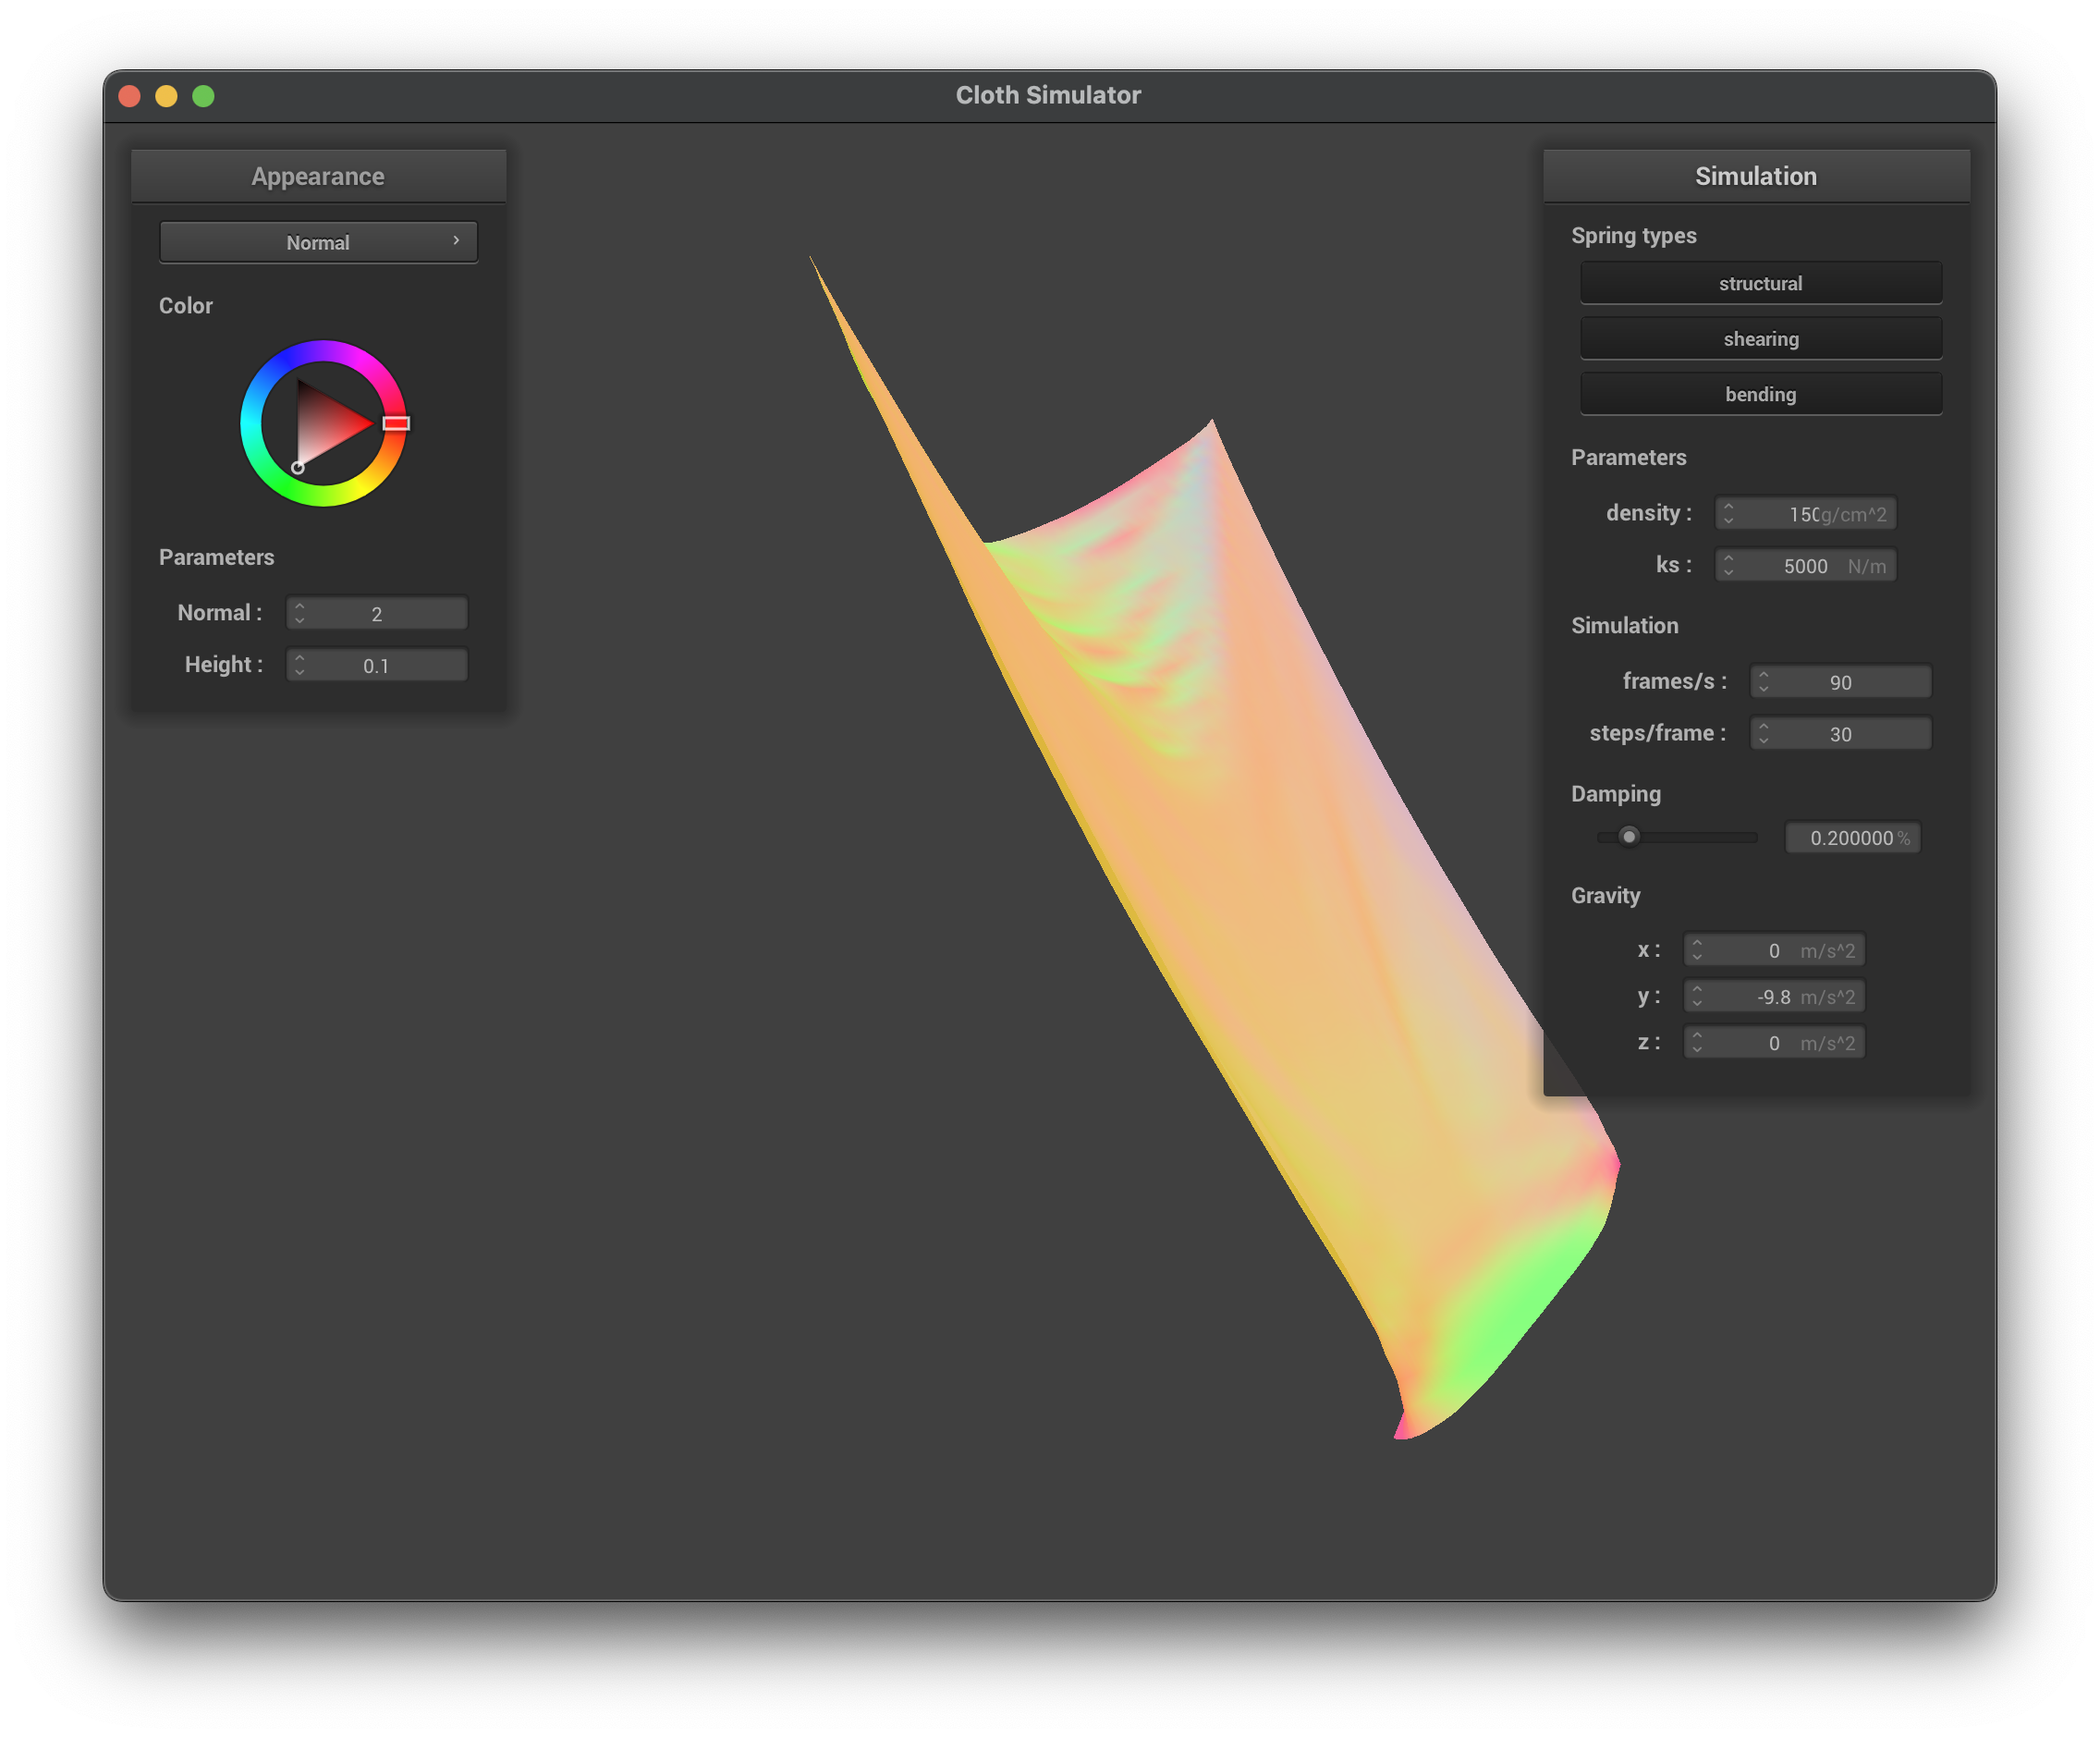 Cloth Simulator
Appearance
Normal
Color
Parameters
Normal : 2
Height : 0.1
Simulation
Spring types
structural
shearing
bending
Parameters
density : 150 g/cm^2
ks : 5000 N/m
Simulation
frames/s : 90
steps/frame : 30
Damping
0.200000 %
Gravity
x : 0 m/s^2
y : -9.8 m/s^2
z : 0 m/s^2